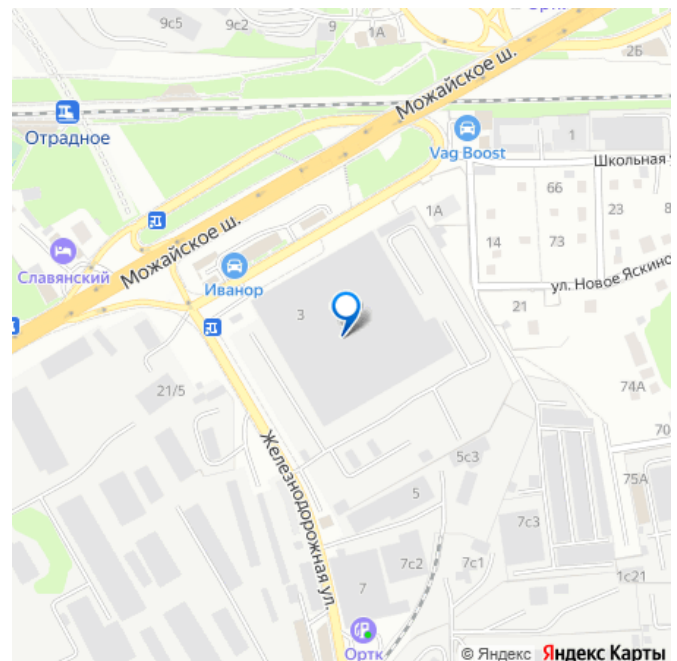 9с5
9с2
9
1А
2Б
Можайское ш.
Отрадное
Vag Boost
1
Школьная
66
23
8
1А
14
73
Славянский
Можайское ш.
Иванор
ул. Новое Яскино
3
21
21/5
74А
70
Железнодорожная ул.
5с3
75А
5
7с3
7с2
7с1
1с21
7
Ортк
© Яндекс Яндекс Карты